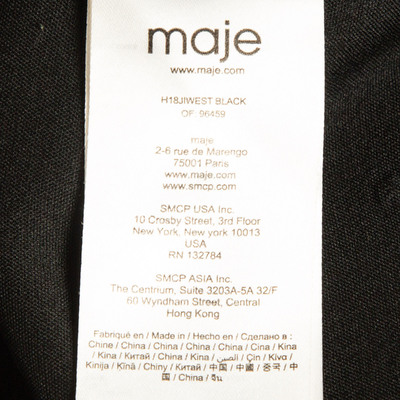 maje
www.maje.com
H18JIWEST BLACK
OF 96459
maje
2-6 rue de Marengo
75001 Paris
www.maje.com
www.smcp.com
SMCP USA Inc.
10 Crosby Street, 3rd Floor
New York, New york 10013
USA
RN 132784
SMCP ASIA Inc.
The Centrum, Suite 3203A-5A 32/F
60 Wyndham Street, Central
Hong Kong
Fabriqué en / Made in / Hecho en / Сделано в :
Chine / China / China / China / China / Cina / Kina
/ Kina / Китай / China / Kína / الصين / Çin / Κίνα /
Kinija / Ķīnā / Chiny / Китай / 中国 / 中國 / 중국 / 中
国 / China / จีน